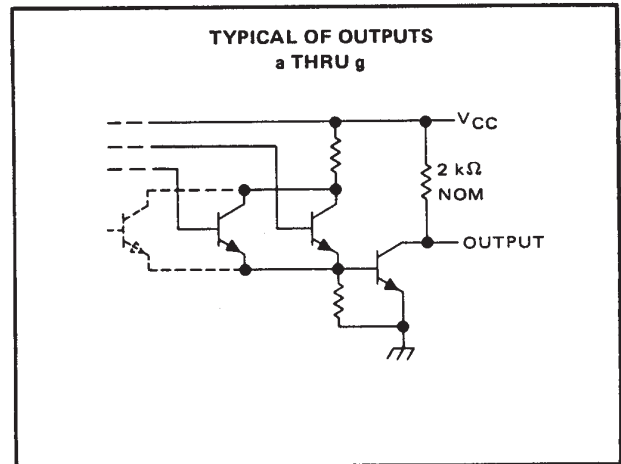 TYPICAL OF OUTPUTS
a THRU g
VCC
2 kΩ
NOM
OUTPUT